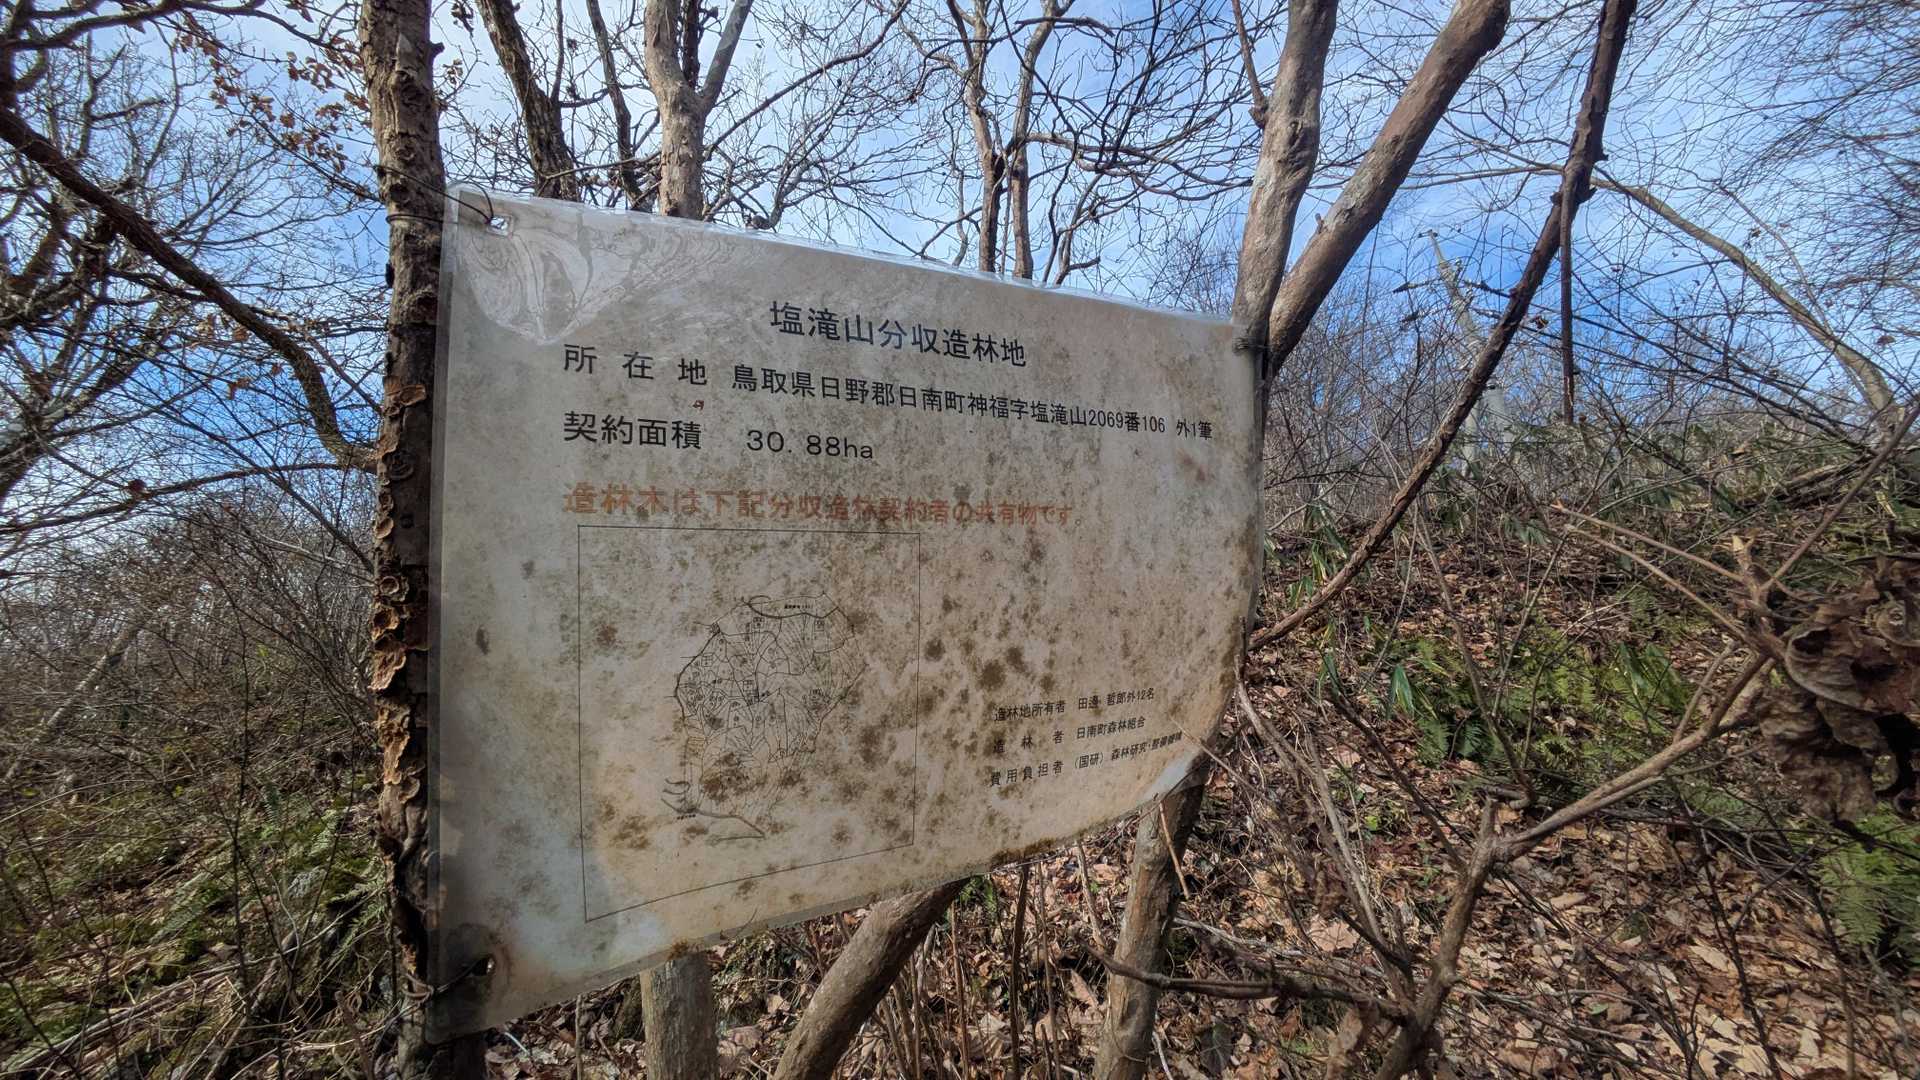 塩滝山分収造林地
所在地 鳥取県日野郡日南町神福字塩滝山2069番106 外1筆
契約面積 30.88ha
造林木は下記分収造林契約者の共有物です。
造林地所有者 田邉 哲郎外12名
造林者 日南町森林組合
費用負担者 (国研) 森林研究・整備機構